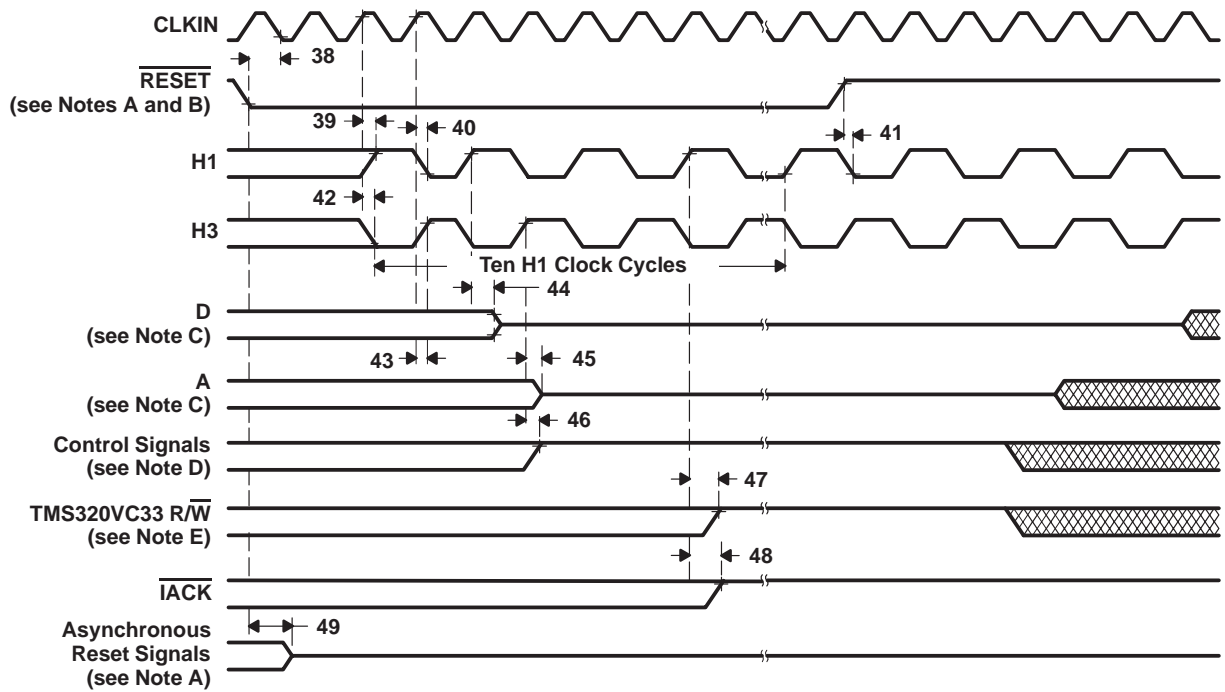 CLKIN
38
RESET
(see Notes A and B)
39
40
41
H1
42
H3
Ten H1 Clock Cycles
44
D
(see Note C)
43
45
A
(see Note C)
46
Control Signals
(see Note D)
47
TMS320VC33 R/W
(see Note E)
48
IACK
49
Asynchronous
Reset Signals
(see Note A)